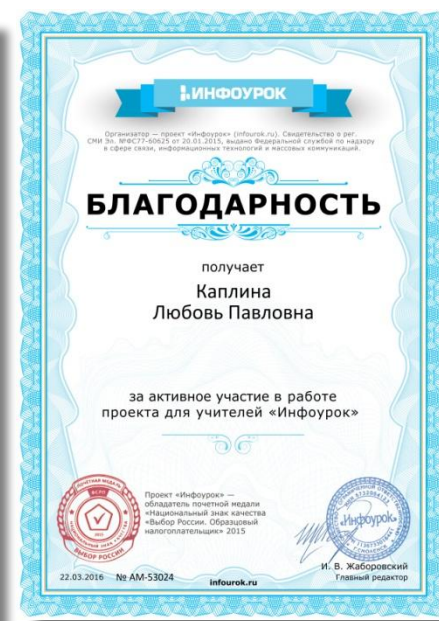 ИНФОУРОК
Организатор — проект «Инфоурок» (infourok.ru). Свидетельство в рег.
СМИ Эл. №ФС77-60625 от 20.01.2015, выдано Федеральной службой по надзору
в сфере связи, информационных технологий и массовых коммуникаций.
БЛАГОДАРНОСТЬ
получает
Каплина
Любовь Павловна
за активное участие в работе
проекта для учителей «Инфоурок»
Проект «Инфоурок» —
обладатель почетной медали
«Национальный знак качества
«Выбор России. Образцовый
налогоплательщик» 2015
ПОЧЕТНАЯ МЕДАЛЬ
ВЫБОР РОССИИ
«Инфоурок»
И. В. Жаборовский
Главный редактор
22.03.2016 № АМ-53024
infourok.ru